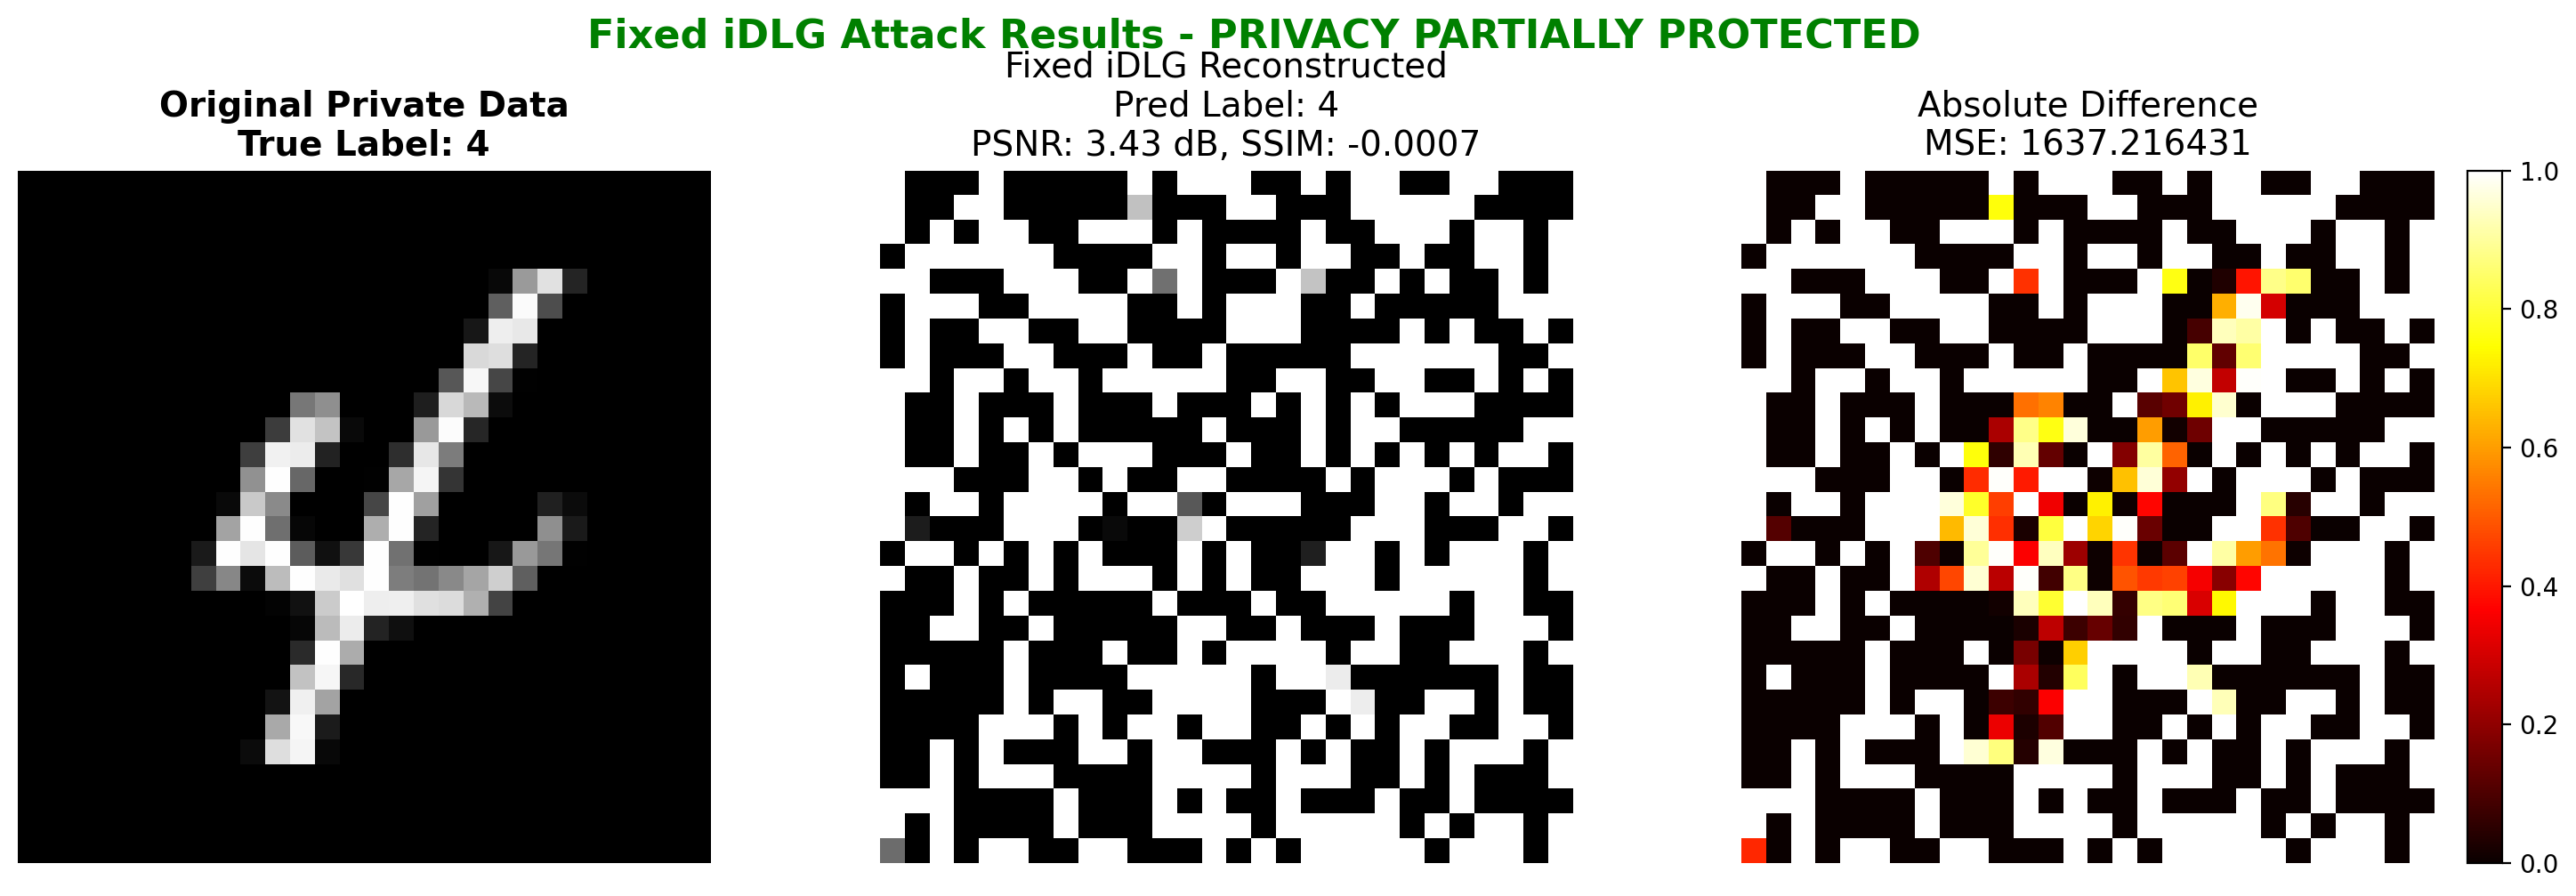 Fixed iDLG Attack Results - PRIVACY PARTIALLY PROTECTED
Original Private Data
True Label: 4
Fixed iDLG Reconstructed
Pred Label: 4
PSNR: 3.43 dB, SSIM: -0.0007
Absolute Difference
MSE: 1637.216431
1.0
0.8
0.6
0.4
0.2
0.0